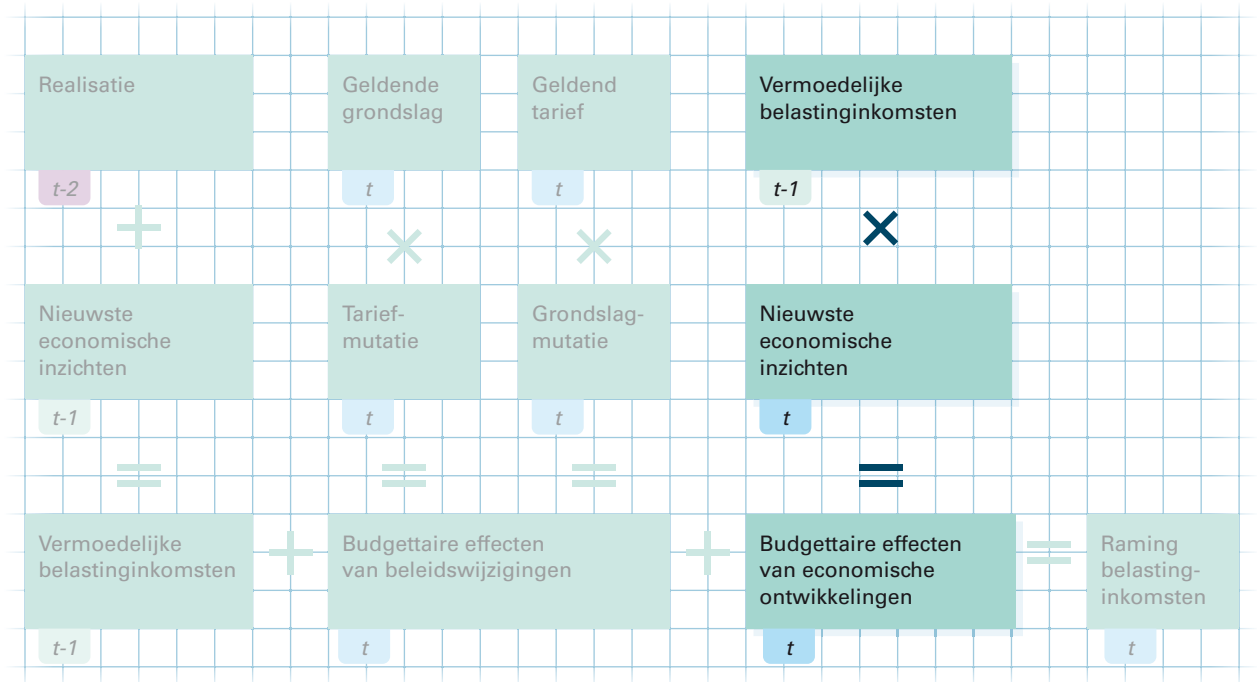 Realisatie
t-2
+
Nieuwste
economische
inzichten
t-1
=
Vermoedelijke
belastinginkomsten
t-1
+
Geldende
grondslag
t
×
Tarief-
mutatie
t
=
Geldend
tarief
t
×
Grondslag-
mutatie
t
=
Budgettaire effecten
van beleidswijzigingen
t
+
Vermoedelijke
belastinginkomsten
t-1
×
Nieuwste
economische
inzichten
t
=
Budgettaire effecten
van economische
ontwikkelingen
t
=
Raming
belasting-
inkomsten
t